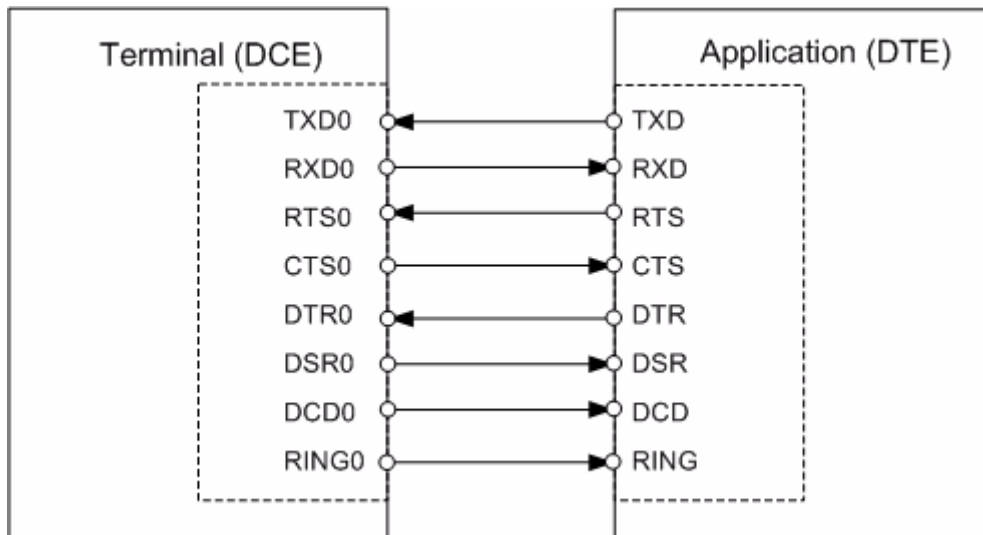 Terminal (DCE)
Application (DTE)
TXD0
TXD
RXD0
RXD
RTS0
RTS
CTS0
CTS
DTR0
DTR
DSR0
DSR
DCD0
DCD
RING0
RING